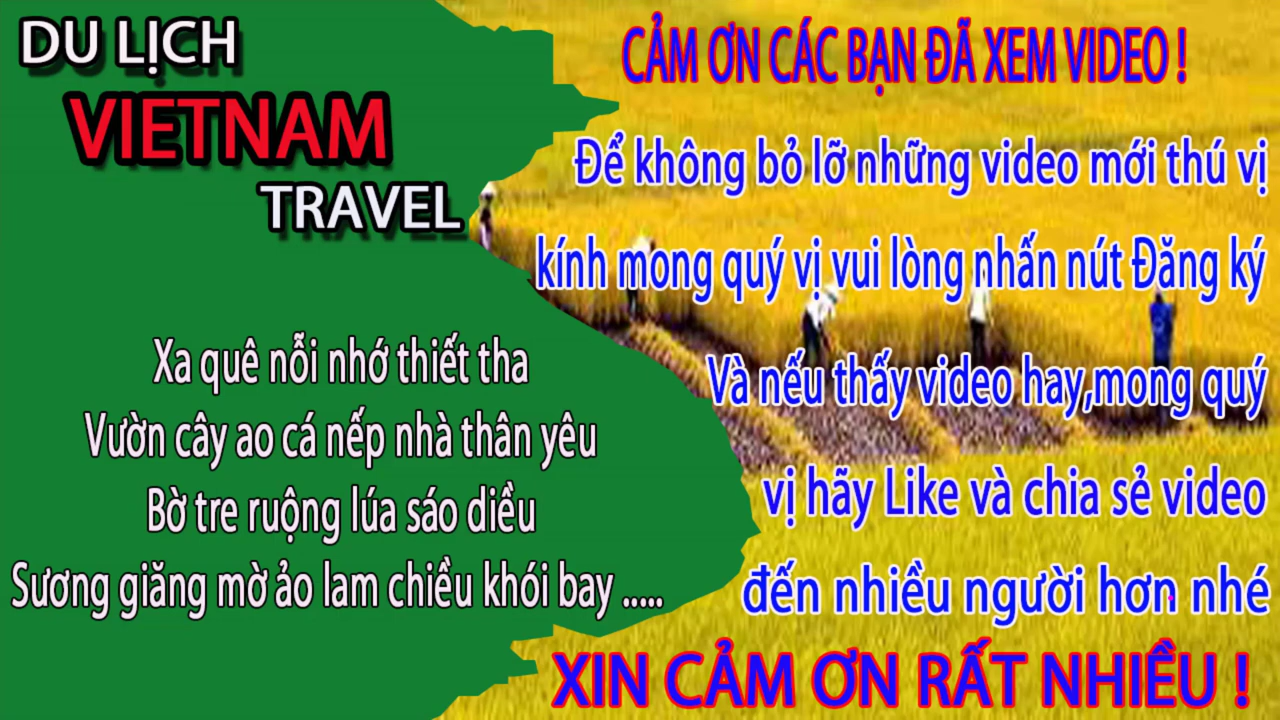 DU LỊCH
VIETNAM
TRAVEL
Xa quê nỗi nhớ thiết tha
Vườn cây ao cá nếp nhà thân yêu
Bờ tre ruộng lúa sáo diều
Sương giăng mờ ảo lam chiều khói bay .....
CẢM ƠN CÁC BẠN ĐÃ XEM VIDEO !
Để không bỏ lỡ những video mới thú vị
kính mong quý vị vui lòng nhấn nút Đăng ký
Và nếu thấy video hay,mong quý
vị hãy Like và chia sẻ video
đến nhiều người hơn nhé
XIN CẢM ƠN RẤT NHIỀU !